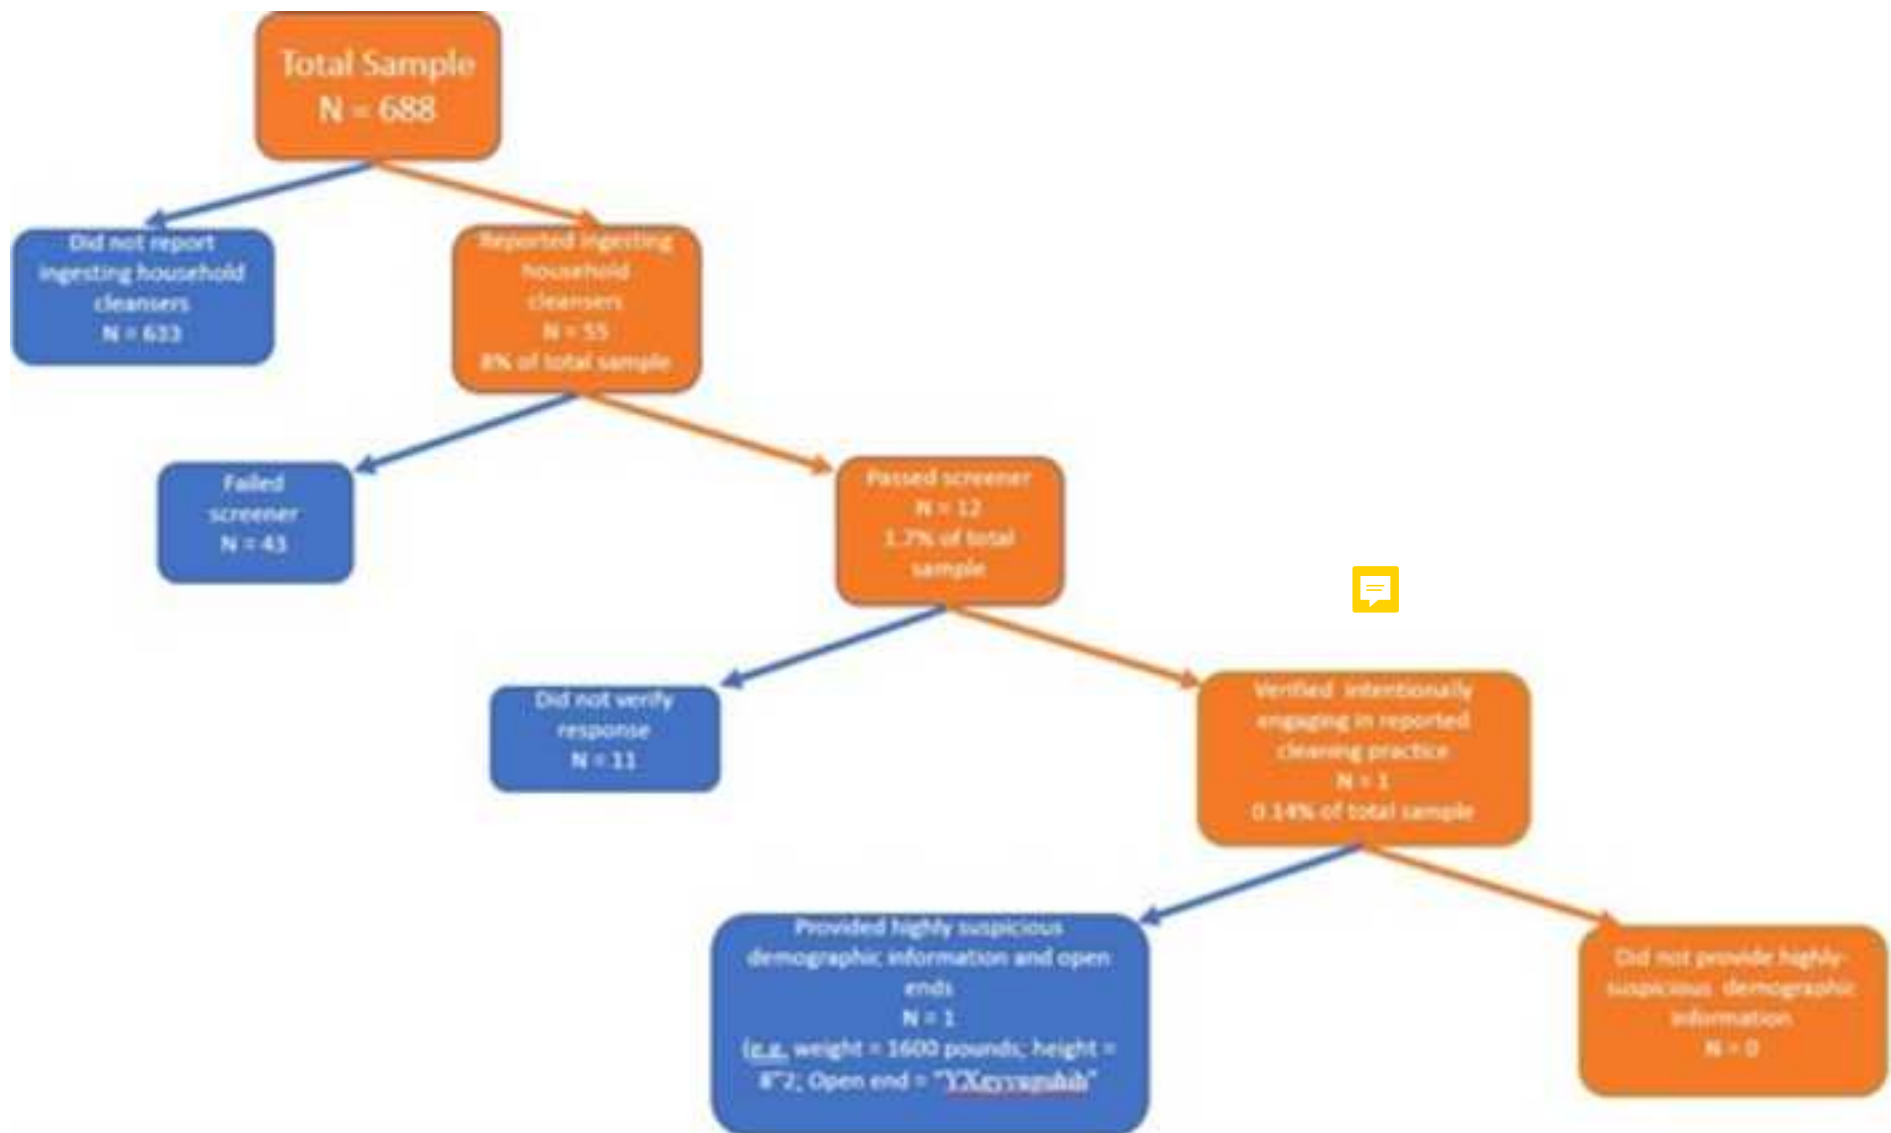 Total Sample
N = 688
Did not report
ingesting household
cleansers
N = 633
Reported ingesting
household
cleansers
N = 55
8% of total sample
Failed
screener
N = 43
Passed screener
N = 12
1.7% of total
sample
Did not verify
response
N = 11
Verified intentionally
engaging in reported
cleaning practice
N = 1
0.14% of total sample
Provided highly suspicious
demographic information and open
ends
N = 1
(e.g. weight = 1600 pounds; height =
8"2; Open end = "
Did not provide highly-
suspicious demographic
information
N = 0